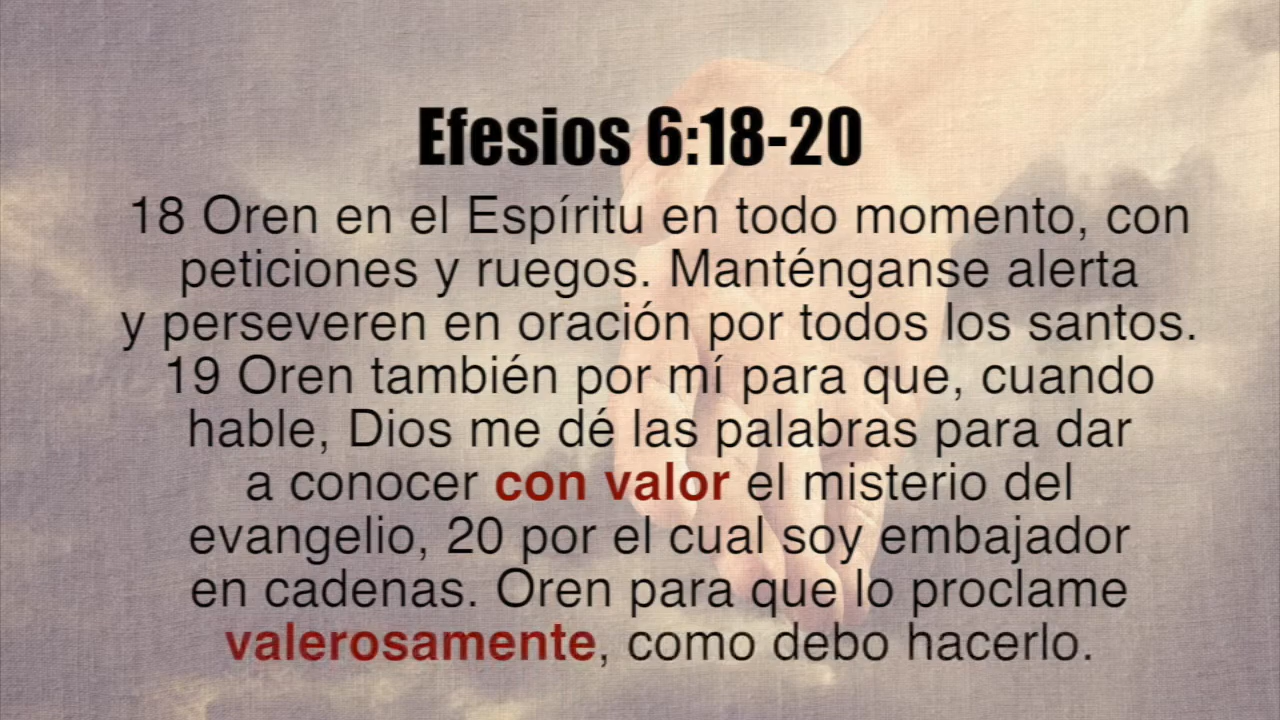 Efesios 6:18-20
18 Oren en el Espíritu en todo momento, con
peticiones y ruegos. Manténganse alerta
y perseveren en oración por todos los santos.
19 Oren también por mí para que, cuando
hable, Dios me dé las palabras para dar
a conocer con valor el misterio del
evangelio, 20 por el cual soy embajador
en cadenas. Oren para que lo proclame
valerosamente, como debo hacerlo.